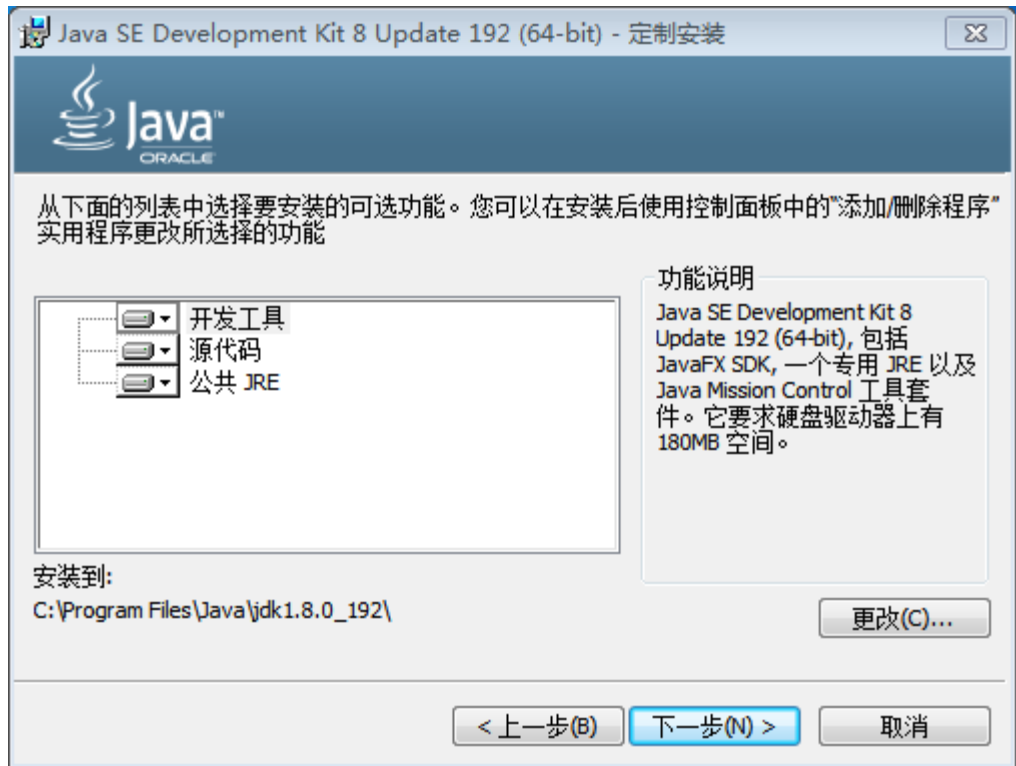 Java SE Development Kit 8 Update 192 (64-bit) - 定制安装
Java™
ORACLE
从下面的列表中选择要安装的可选功能。您可以在安装后使用控制面板中的"添加/删除程序"
实用程序更改所选择的功能
开发工具
源代码
公共 JRE
功能说明
Java SE Development Kit 8
Update 192 (64-bit), 包括
JavaFX SDK, 一个专用 JRE 以及
Java Mission Control 工具套
件。它要求硬盘驱动器上有
180MB 空间。
安装到:
C:\Program Files\Java\jdk1.8.0_192\
更改(C)...
< 上一步(B)
下一步(N) >
取消